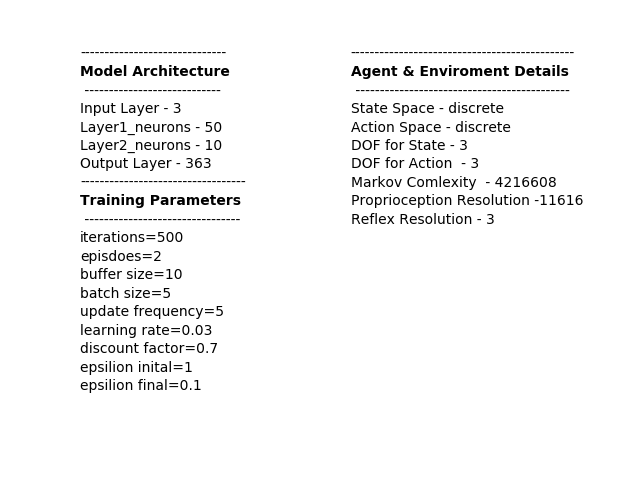 ------------------------------
Model Architecture
----------------------------
Input Layer - 3
Layer1_neurons - 50
Layer2_neurons - 10
Output Layer - 363
----------------------------------
Training Parameters
--------------------------------
iterations=500
episdoes=2
buffer size=10
batch size=5
update frequency=5
learning rate=0.03
discount factor=0.7
epsilion inital=1
epsilion final=0.1
----------------------------------------------
Agent & Enviroment Details
--------------------------------------------
State Space - discrete
Action Space - discrete
DOF for State - 3
DOF for Action  - 3
Markov Comlexity  - 4216608
Proprioception Resolution -11616
Reflex Resolution - 3